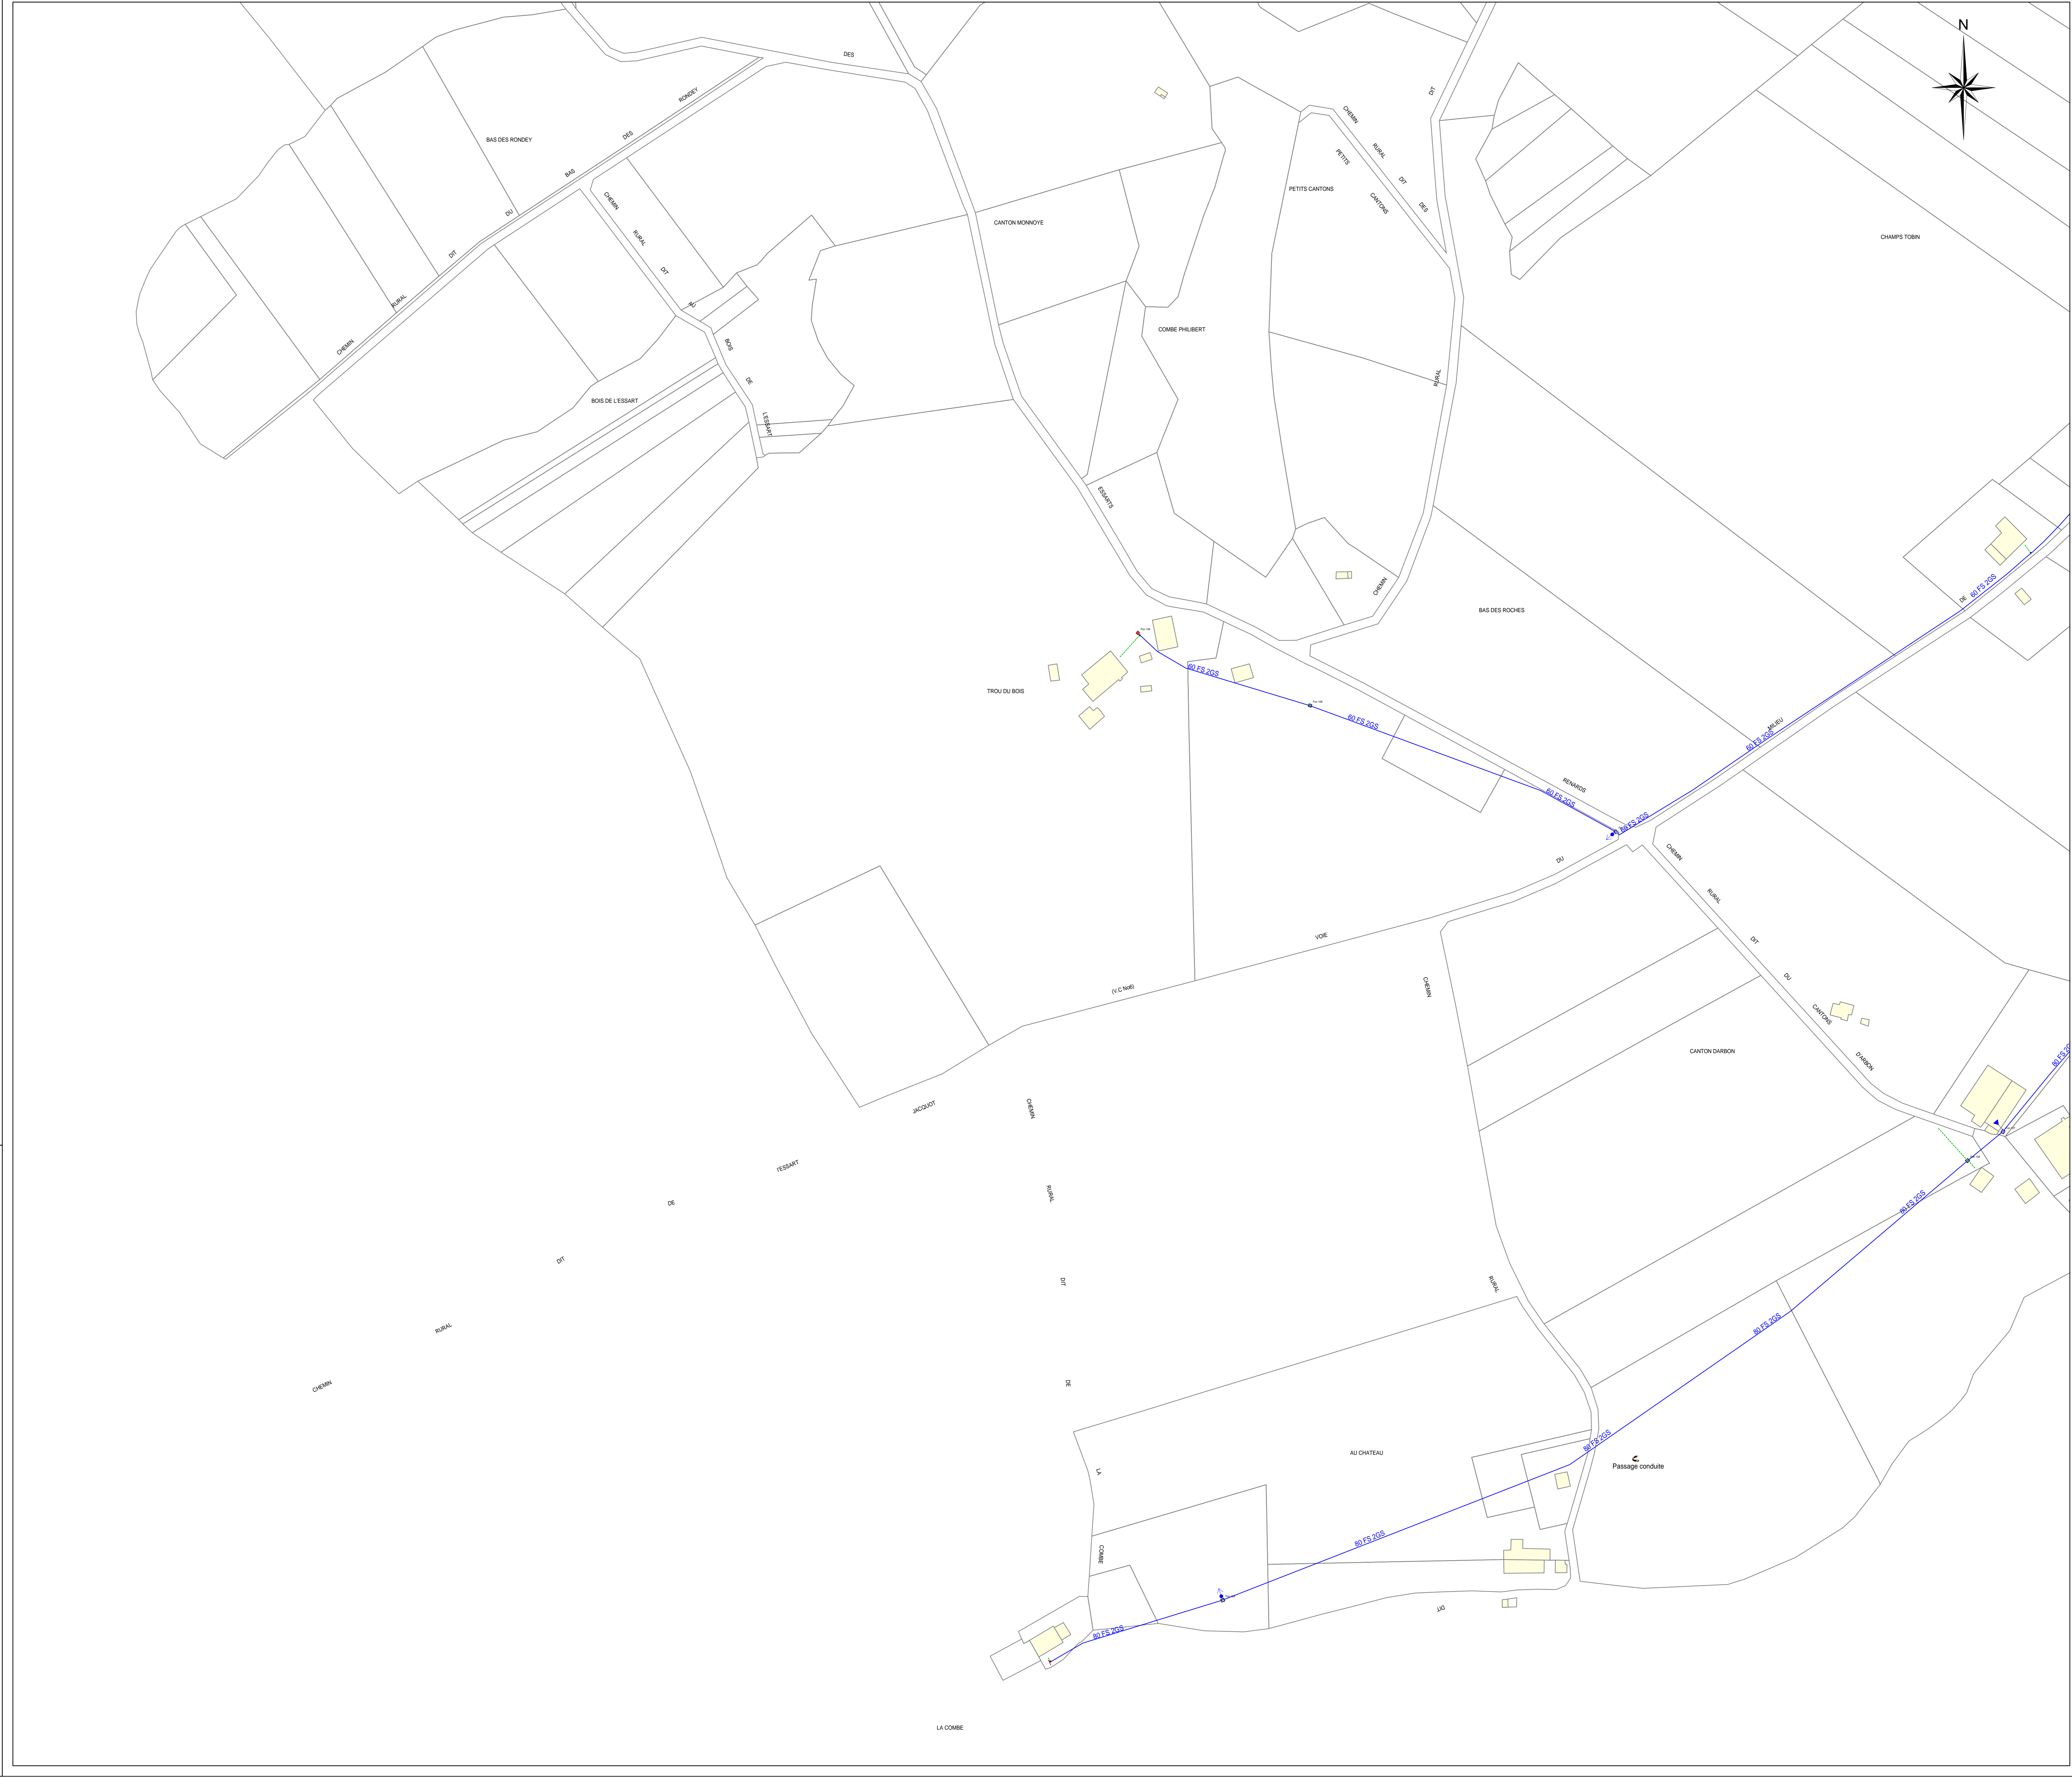 N
DES
RONDEY
DES
BAS
DU
DIT
RURAL
CHEMIN
BAS DES RONDEY
CHEMIN
RURAL
DIT
AU
BOIS
DE
L'ESSART
BOIS DE L'ESSART
CANTON MONNOYE
COMBE PHILIBERT
PETITS CANTONS
CHEMIN
RURAL
DIT
DES
PETITS
CANTONS
DIT
RURAL
CHEMIN
CHAMPS TOBIN
ESSARTS
BAS DES ROCHES
TROU DU BOIS
60 FS 2GS
60 FS 2GS
60 FS 2GS
60 FS 2GS
60 FS 2GS
60 FS 2GS
DE
MILIEU
RENARDS
DU
VOIE
(V.C No6)
CHEMIN
RURAL
DIT
DU
CANTONS
D'ARBON
CANTON DARBON
80 FS 2GS
CHEMIN
RURAL
DIT
JACQUOT
l'ESSART
DE
DIT
RURAL
CHEMIN
CHEMIN
RURAL
DIT
DE
LA
COMBE
80 FS 2GS
80 FS 2GS
80 FS 2GS
80 FS 2GS
80 FS 2GS
AU CHATEAU
Passage conduite
LA COMBE